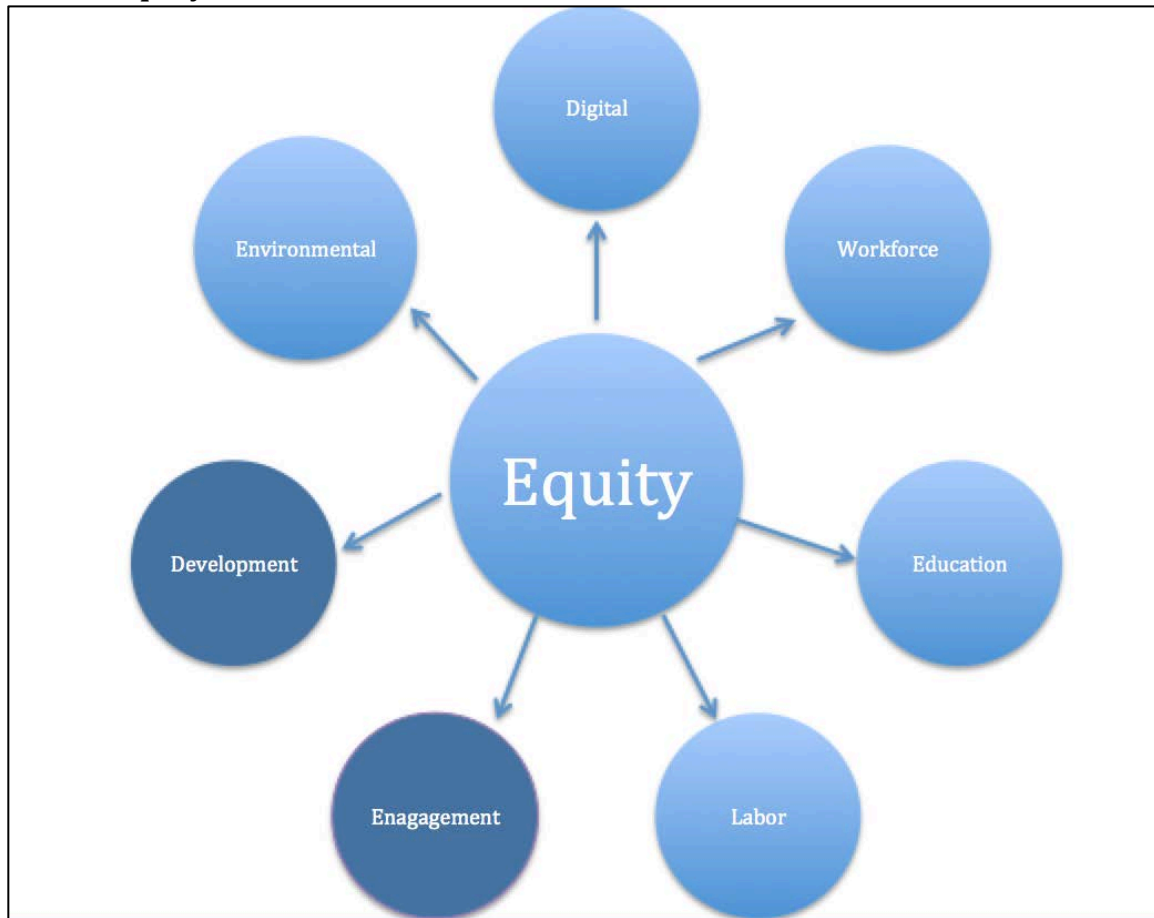 Digital
Environmental
Workforce
Equity
Development
Education
Enagagement
Labor